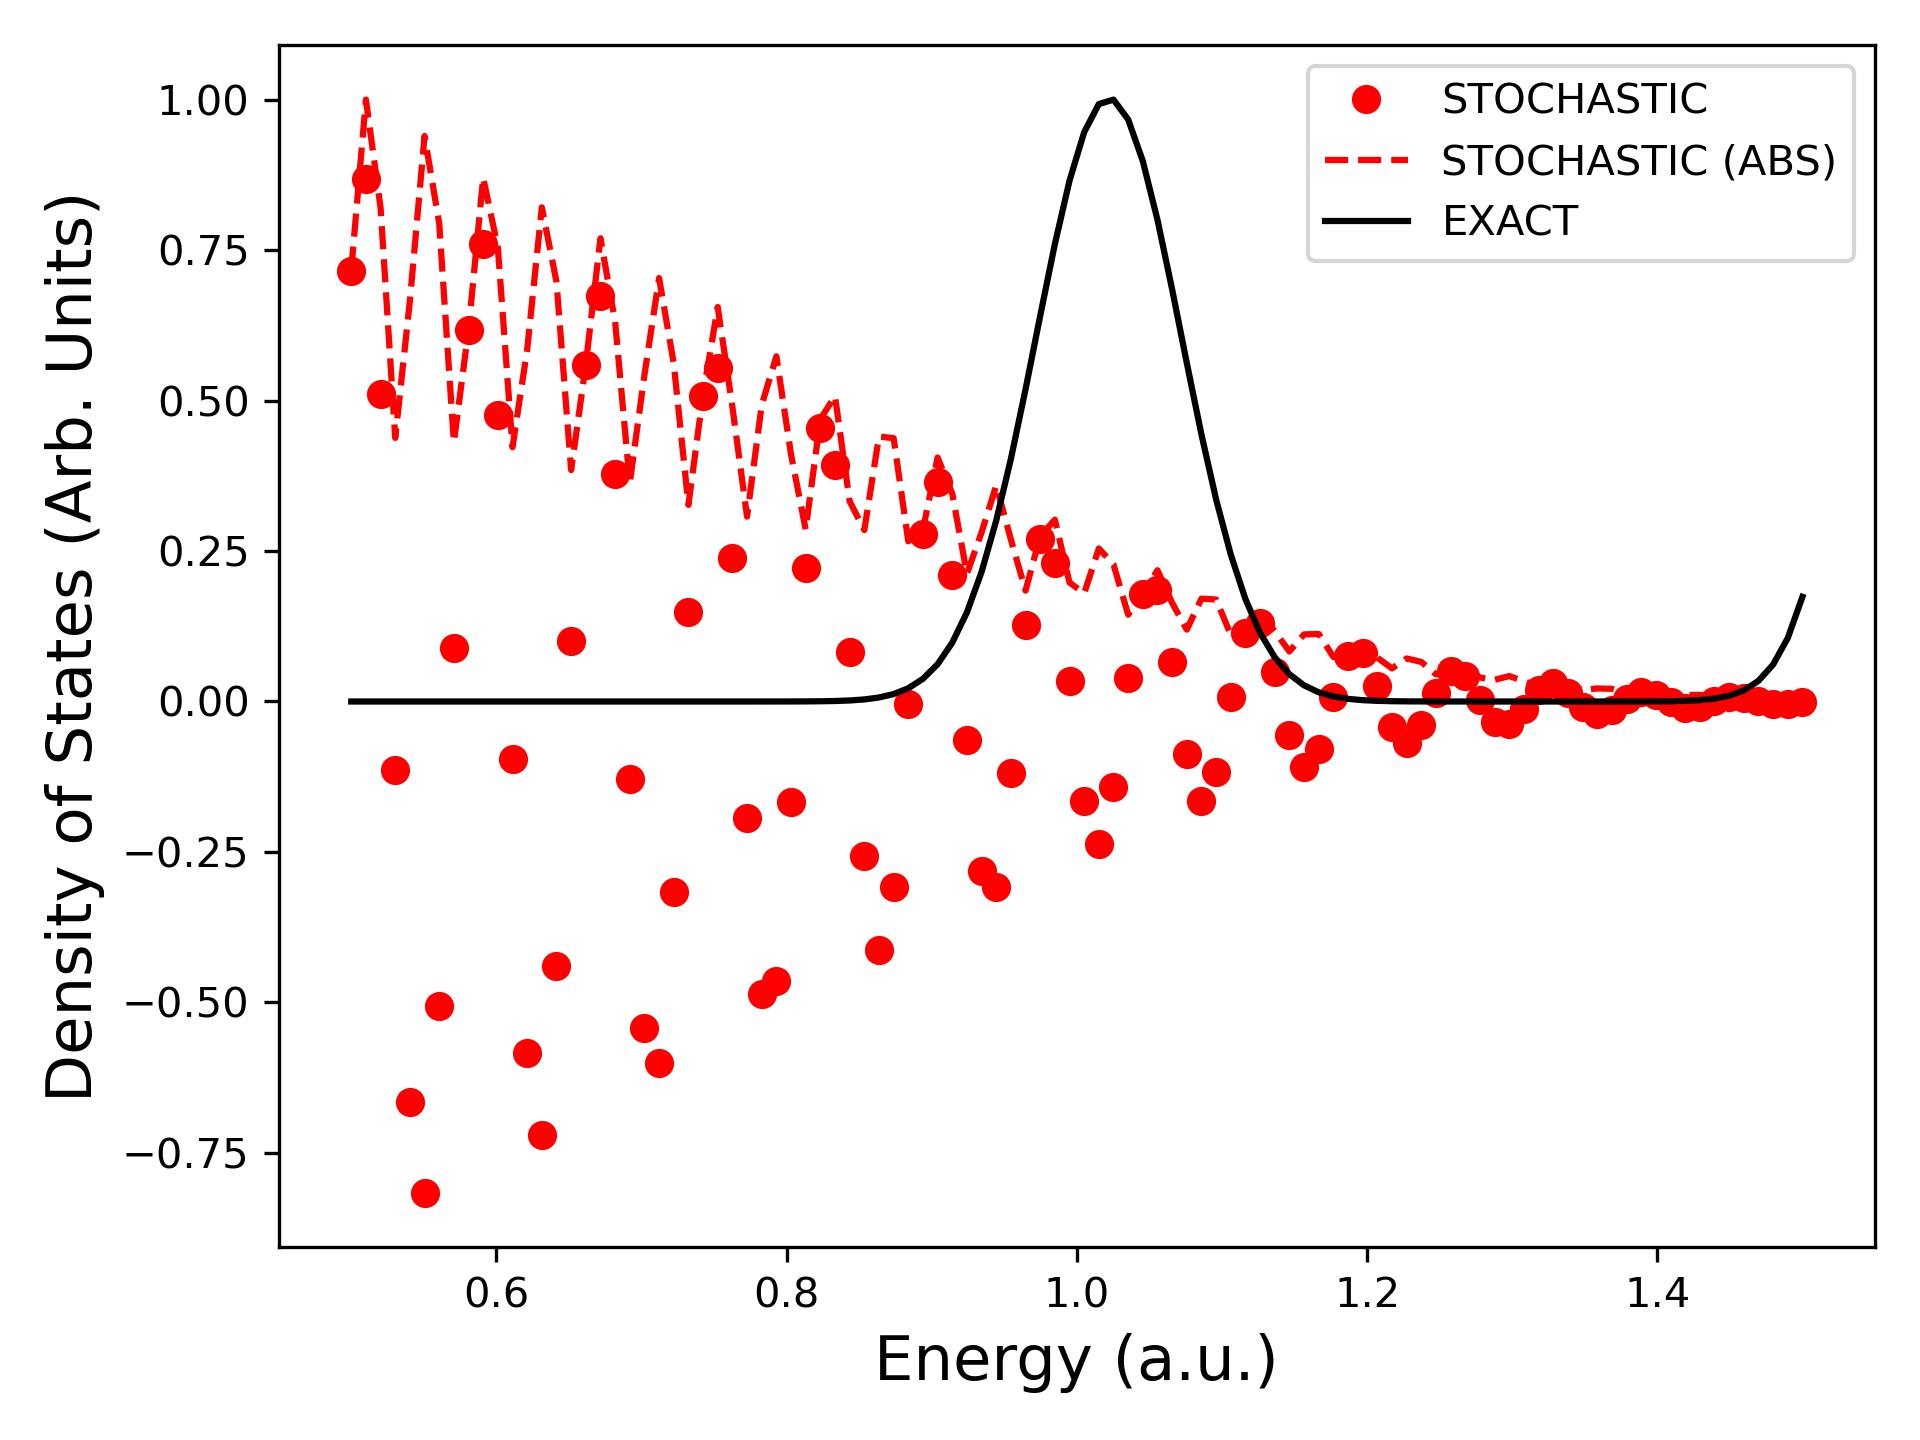 STOCHASTIC
STOCHASTIC (ABS)
EXACT
Density of States (Arb. Units)
1.00
0.75
0.50
0.25
0.00
−0.25
−0.50
−0.75
0.6 0.8 1.0 1.2 1.4
Energy (a.u.)